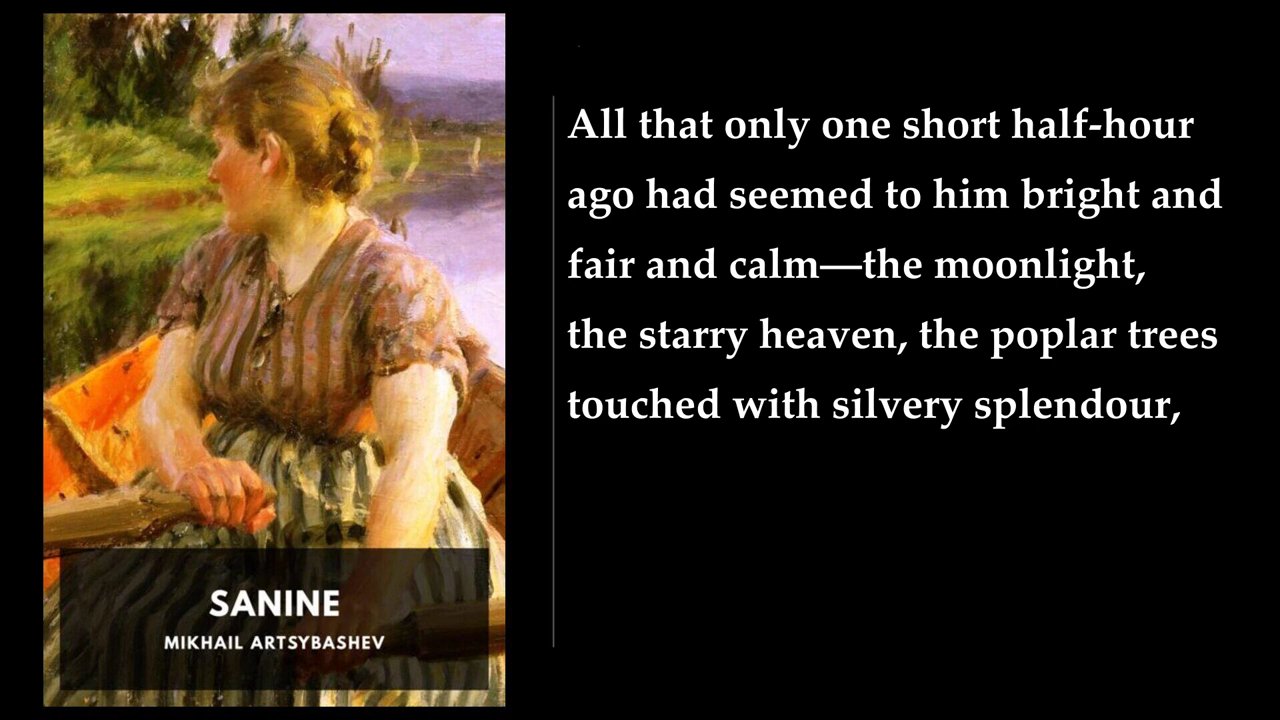 All that only one short half-hour
ago had seemed to him bright and
fair and calm—the moonlight,
the starry heaven, the poplar trees
touched with silvery splendour,
SANINE
MIKHAIL ARTSYBASHEV